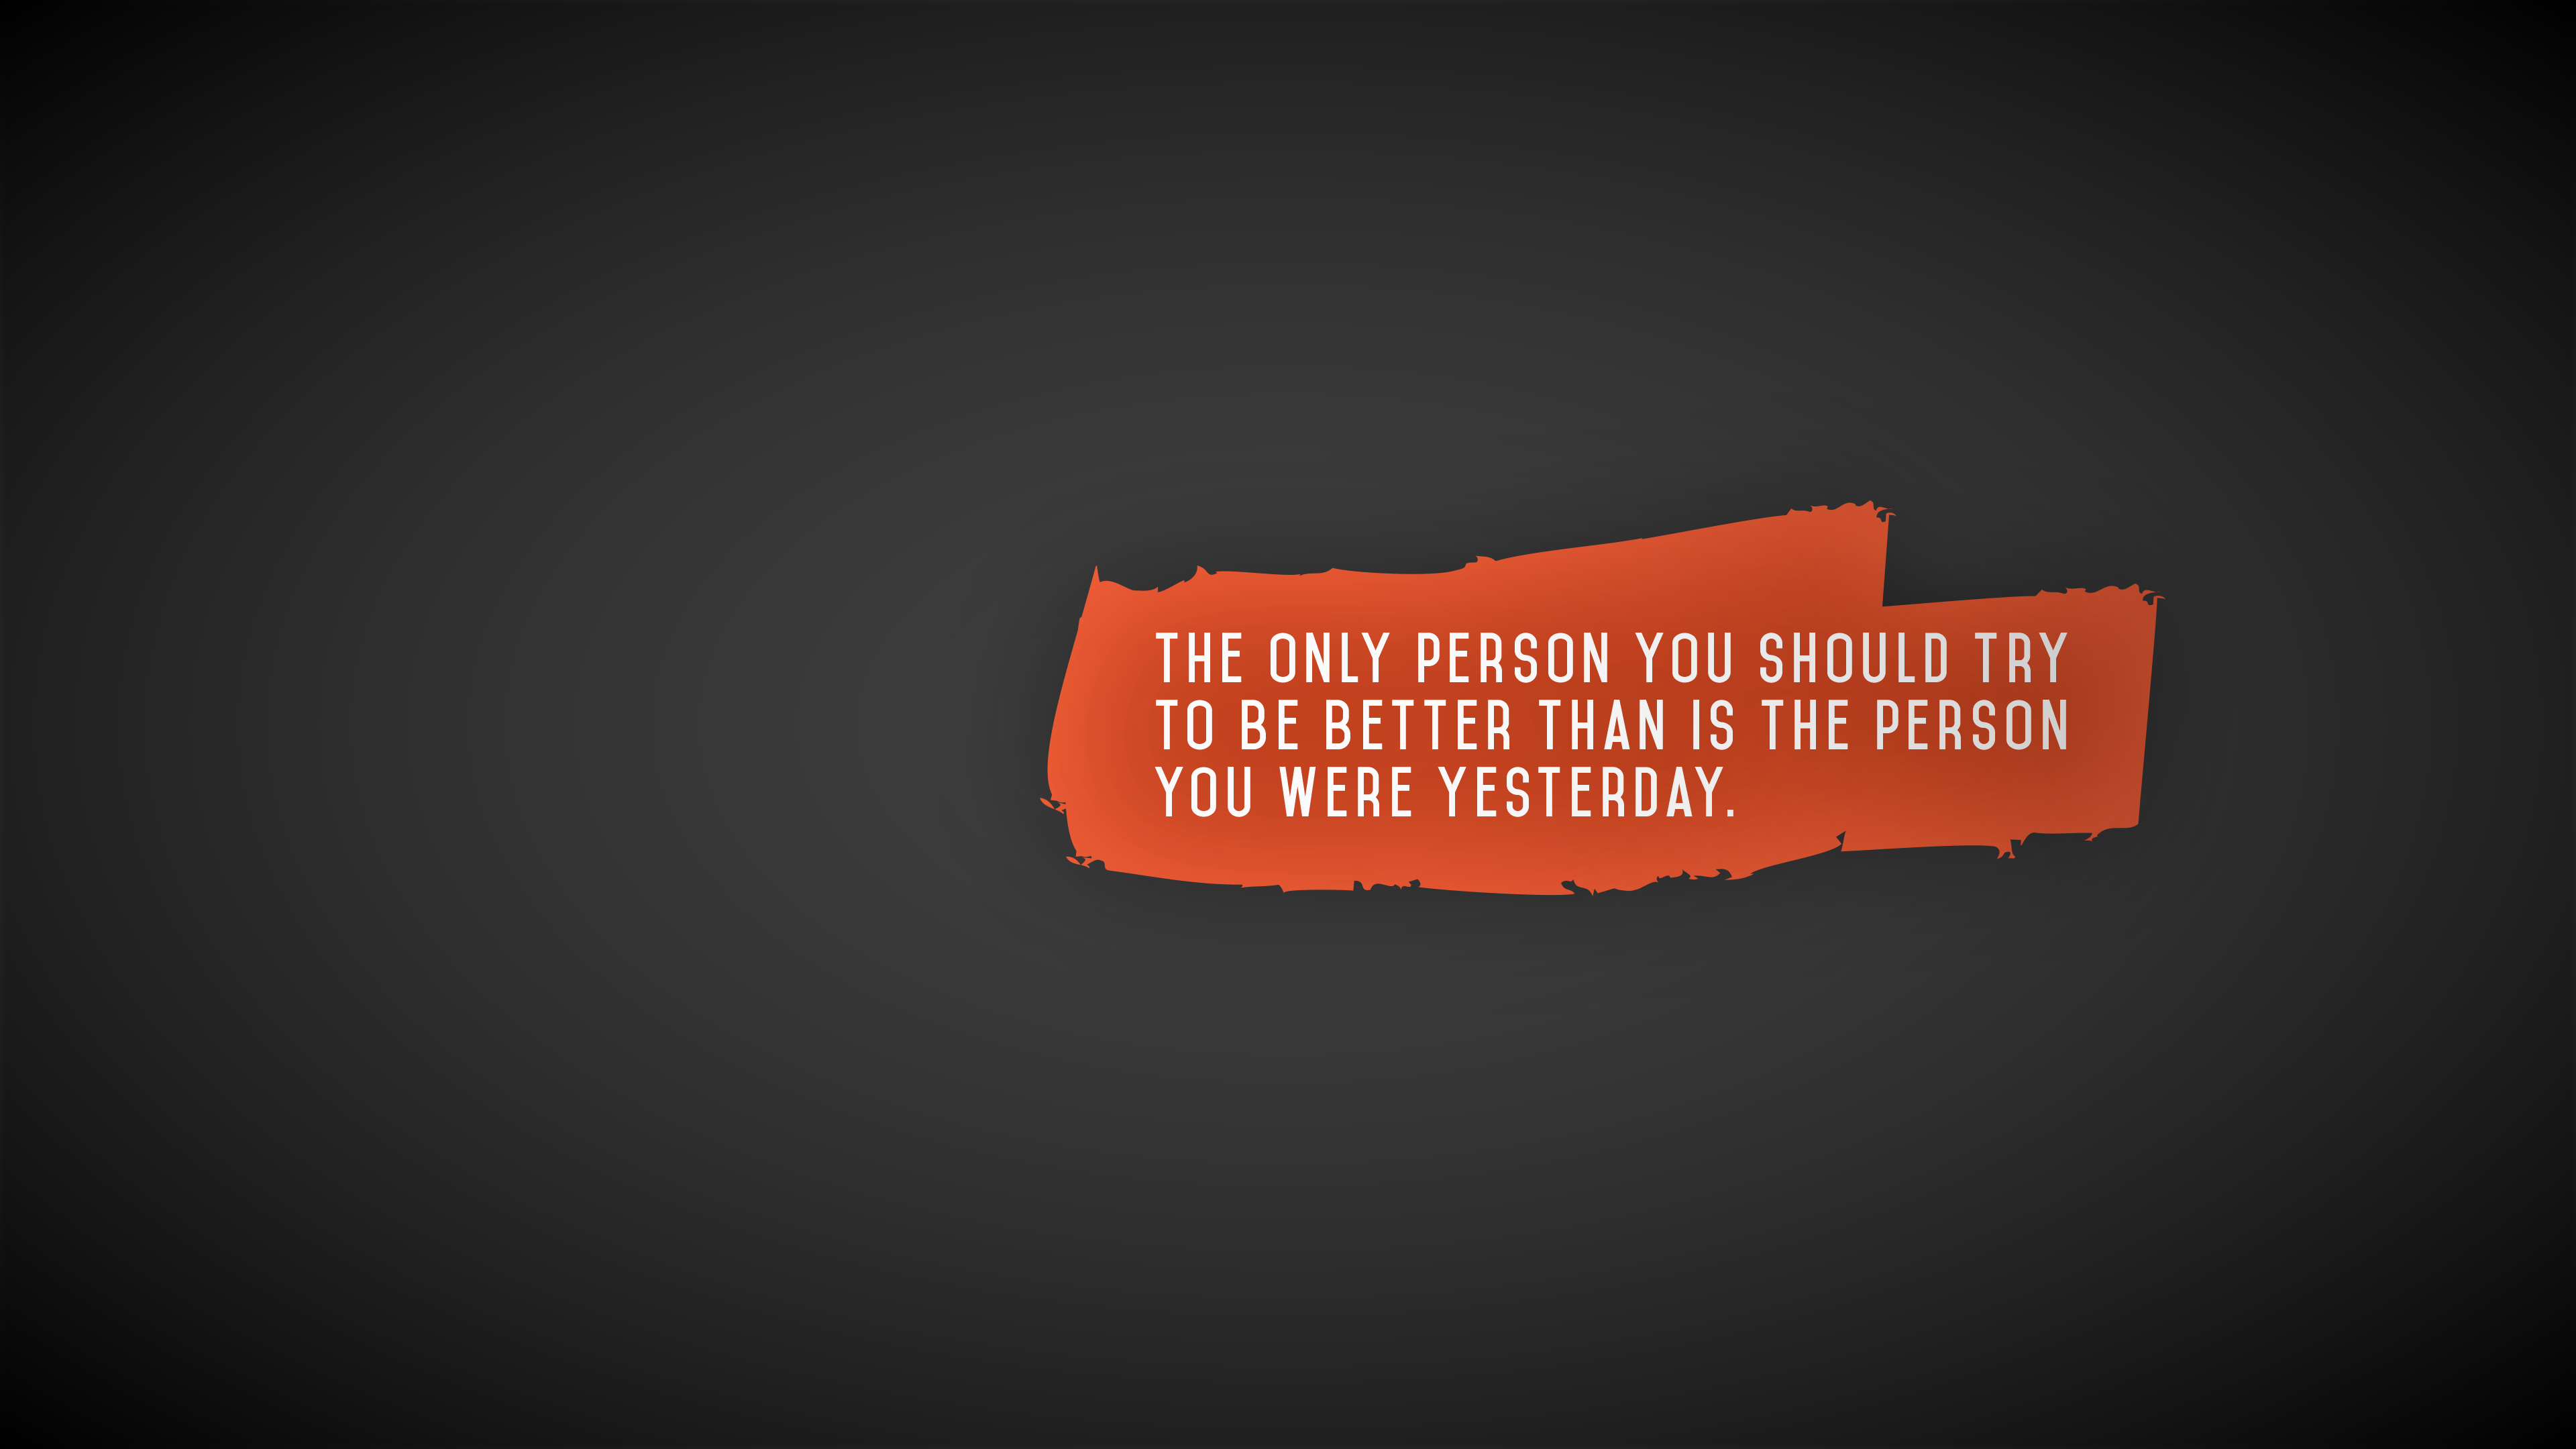 THE ONLY PERSON YOU SHOULD TRY
TO BE BETTER THAN IS THE PERSON
YOU WERE YESTERDAY.